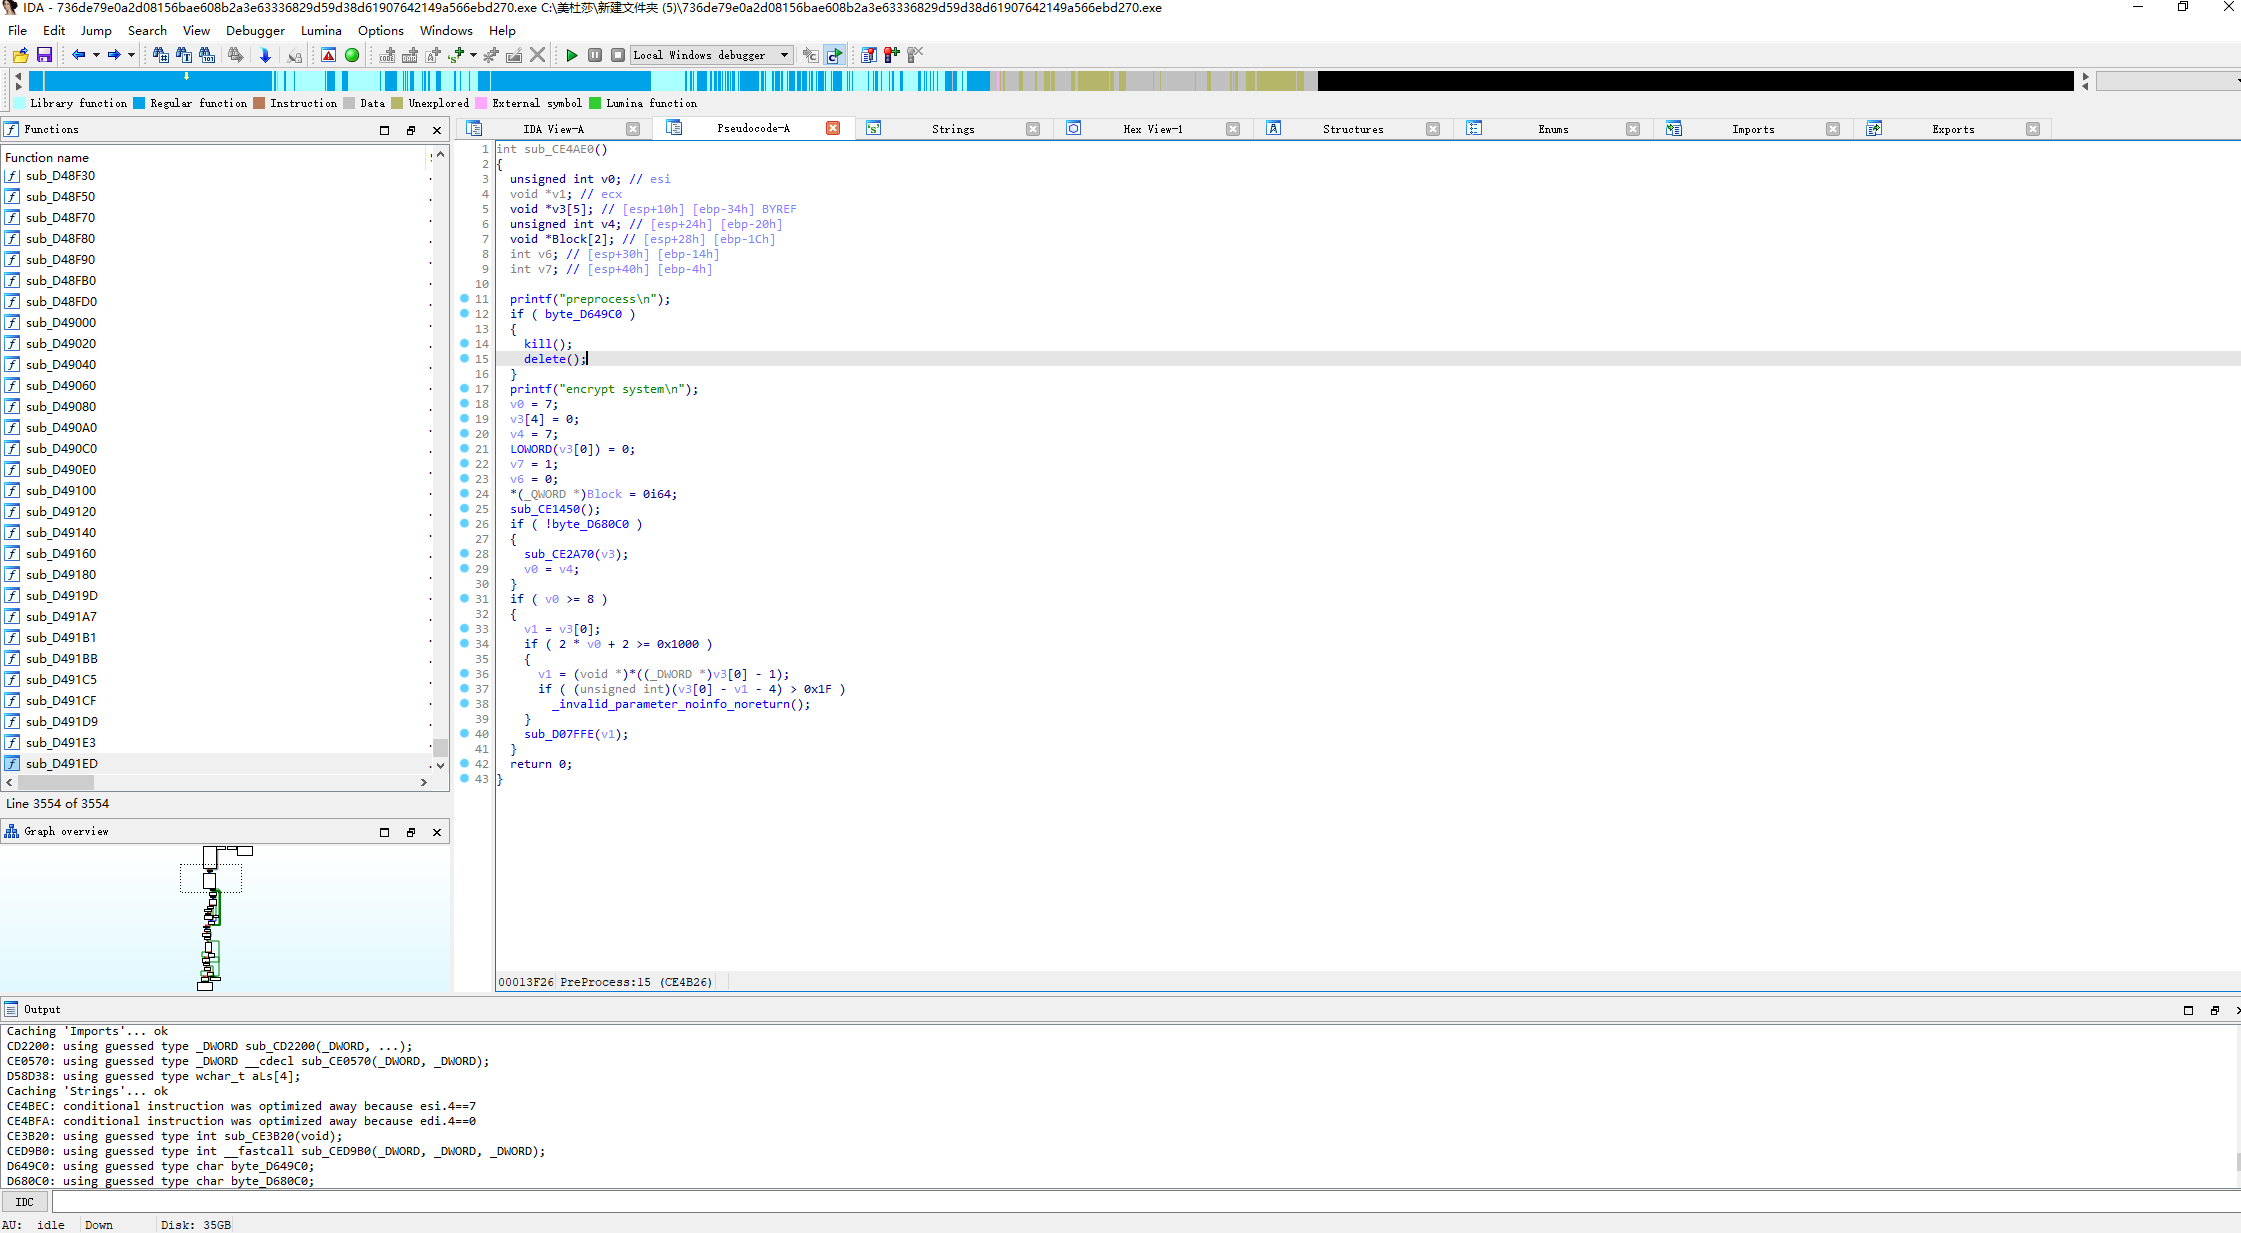 IDA - 736de79e0a2d08156bae608b2a3e63336829d59d38d61907642149a566ebd270.exe C:\美杜莎\新建文件夹 (5)\736de79e0a2d08156bae608b2a3e63336829d59d38d61907642149a566ebd270.exe
File Edit Jump Search View Debugger Lumina Options Windows Help
Local Windows debugger
Library function Regular function Instruction Data Unexplored External symbol Lumina function
Functions
IDA View-A Pseudocode-A Strings Hex View-1 Structures Enums Imports Exports
Function name
sub_D48F30
sub_D48F50
sub_D48F70
sub_D48F80
sub_D48F90
sub_D48FB0
sub_D48FD0
sub_D49000
sub_D49020
sub_D49040
sub_D49060
sub_D49080
sub_D490A0
sub_D490C0
sub_D490E0
sub_D49100
sub_D49120
sub_D49140
sub_D49160
sub_D49180
sub_D4919D
sub_D491A7
sub_D491B1
sub_D491BB
sub_D491C5
sub_D491CF
sub_D491D9
sub_D491E3
sub_D491ED
Line 3554 of 3554
Graph overview
1 int sub_CE4AE0()
2 {
3 unsigned int v0; // esi
4 void *v1; // ecx
5 void *v3[5]; // [esp+10h] [ebp-34h] BYREF
6 unsigned int v4; // [esp+24h] [ebp-20h]
7 void *Block[2]; // [esp+28h] [ebp-1Ch]
8 int v6; // [esp+30h] [ebp-14h]
9 int v7; // [esp+40h] [ebp-4h]
10
11 printf("preprocess\n");
12 if ( byte_D649C0 )
13 {
14 kill();
15 delete();
16 }
17 printf("encrypt system\n");
18 v0 = 7;
19 v3[4] = 0;
20 v4 = 7;
21 LOWORD(v3[0]) = 0;
22 v7 = 1;
23 v6 = 0;
24 *(_QWORD *)Block = 0i64;
25 sub_CE1450();
26 if ( !byte_D680C0 )
27 {
28 sub_CE2A70(v3);
29 v0 = v4;
30 }
31 if ( v0 >= 8 )
32 {
33 v1 = v3[0];
34 if ( 2 * v0 + 2 >= 0x1000 )
35 {
36 v1 = (void *)*((_DWORD *)v3[0] - 1);
37 if ( (unsigned int)(v3[0] - v1 - 4) > 0x1F )
38 _invalid_parameter_noinfo_noreturn();
39 }
40 sub_D07FFE(v1);
41 }
42 return 0;
43 }
00013F26 PreProcess:15 (CE4B26)
Output
Caching 'Imports'... ok
CD2200: using guessed type _DWORD sub_CD2200(_DWORD, ...);
CE0570: using guessed type _DWORD __cdecl sub_CE0570(_DWORD, _DWORD);
D58D38: using guessed type wchar_t aLs[4];
Caching 'Strings'... ok
CE4BEC: conditional instruction was optimized away because esi.4==7
CE4BFA: conditional instruction was optimized away because edi.4==0
CE3B20: using guessed type int sub_CE3B20(void);
CED9B0: using guessed type int __fastcall sub_CED9B0(_DWORD, _DWORD, _DWORD);
D649C0: using guessed type char byte_D649C0;
D680C0: using guessed type char byte_D680C0;
IDC
AU: idle Down Disk: 35GB